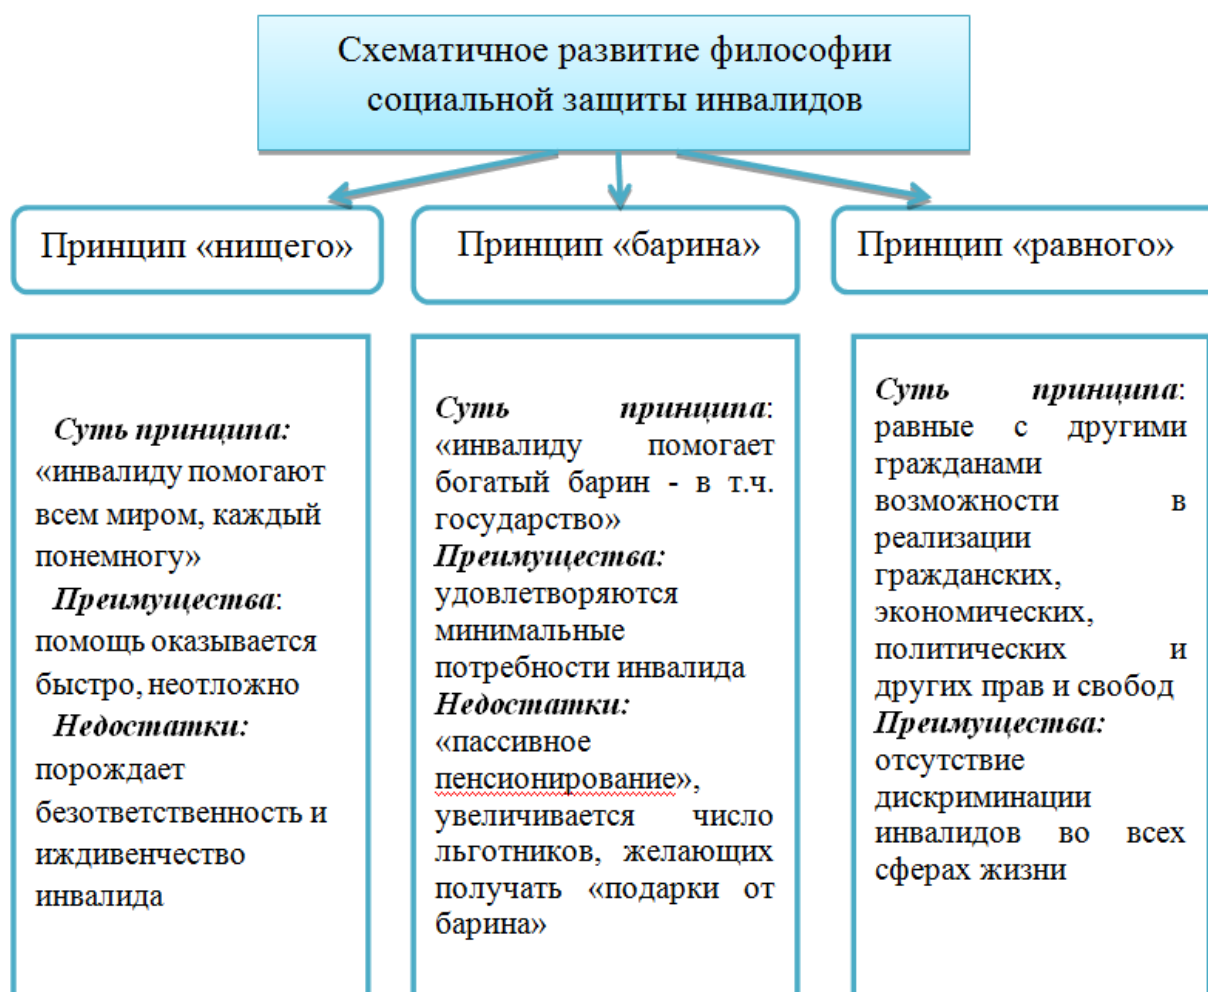 Схематичное развитие философии
социальной защиты инвалидов
Принцип «нищего»
Принцип «барина»
Принцип «равного»
Суть принципа:
«инвалиду помогают
всем миром, каждый
понемногу»
Преимущества:
помощь оказывается
быстро, неотложно
Недостатки:
порождает
безответственность и
иждивенчество
инвалида
Суть принципа:
«инвалиду помогает
богатый барин - в т.ч.
государство»
Преимущества:
удовлетворяются
минимальные
потребности инвалида
Недостатки:
«пассивное
пенсионирование»,
увеличивается число
льготников, желающих
получать «подарки от
барина»
Суть принципа:
равные с другими
гражданами
возможности в
реализации
гражданских,
экономических,
политических и
других прав и свобод
Преимущества:
отсутствие
дискриминации
инвалидов во всех
сферах жизни